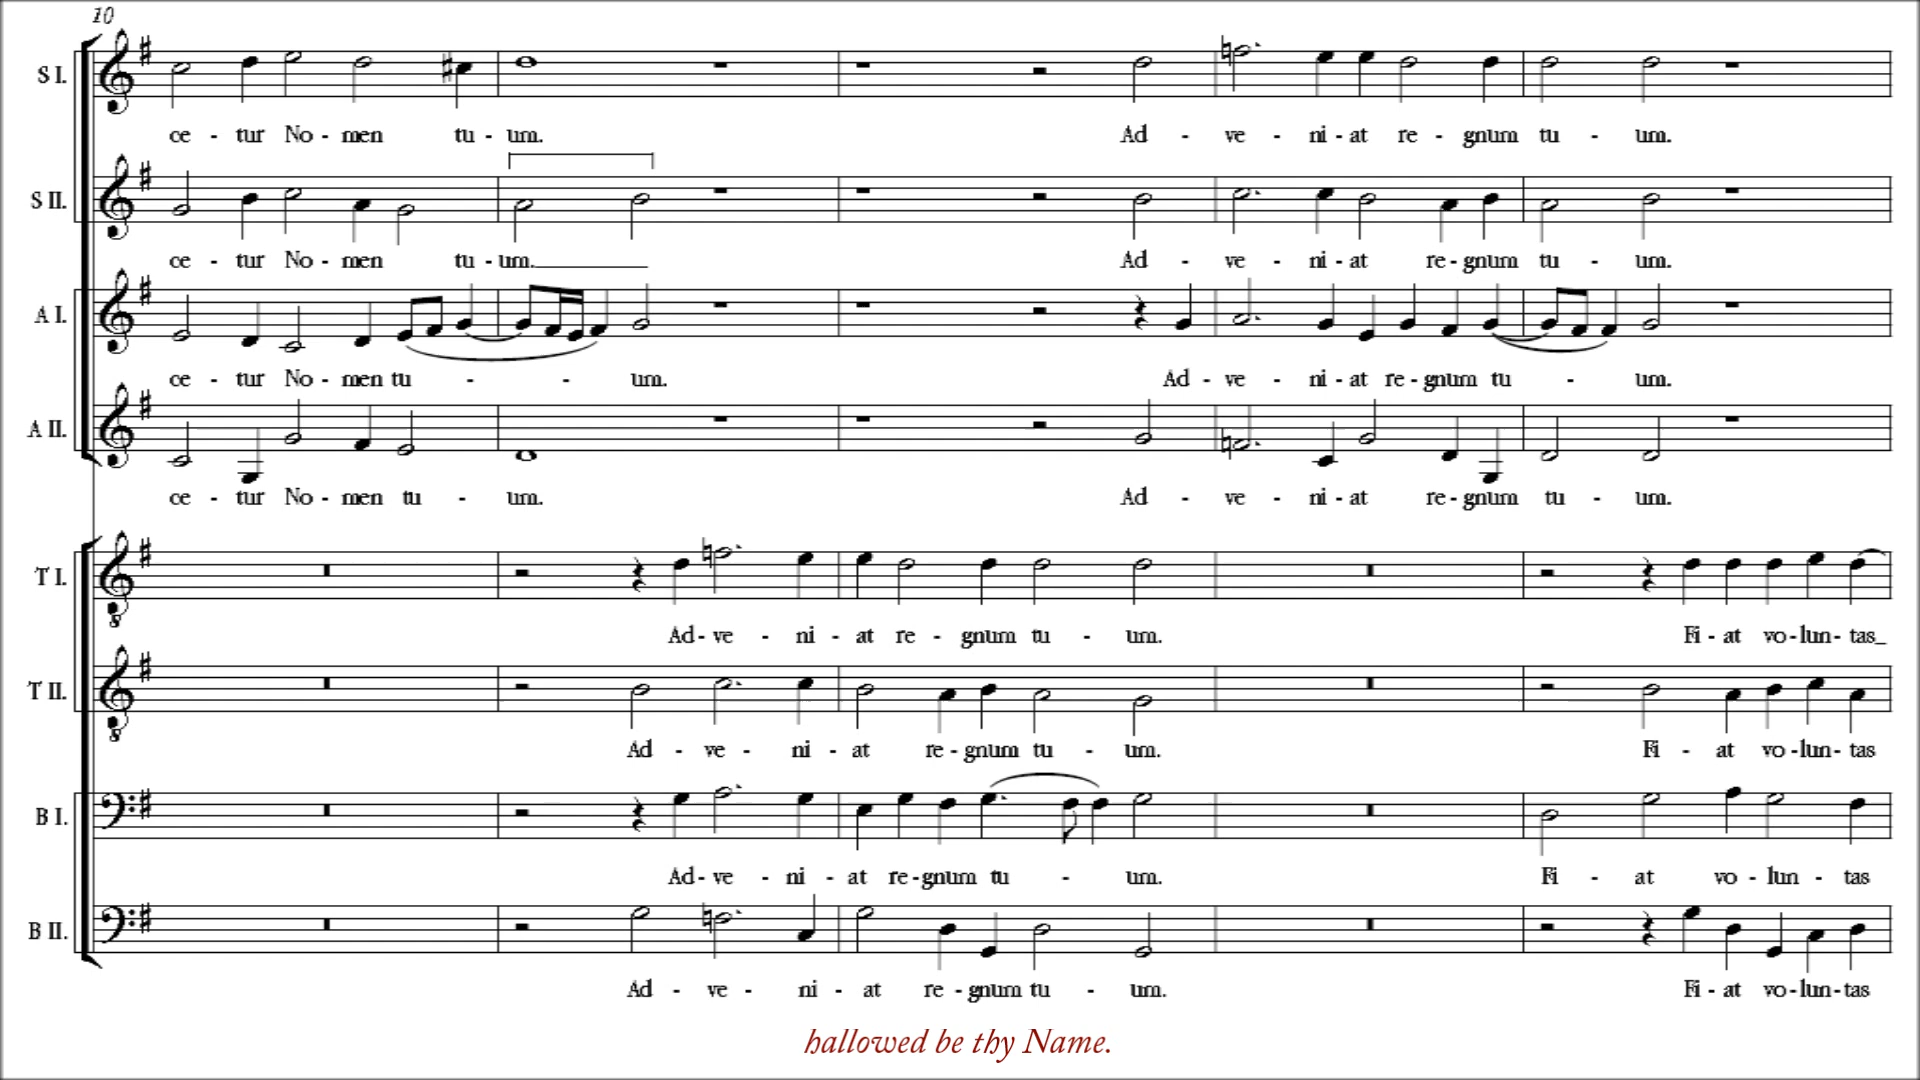 10
S I.
ce - tur No - men tu - um. Ad - ve - ni - at re - gnum tu - um.
S II.
ce - tur No - men tu - um. Ad - ve - ni - at re - gnum tu - um.
A I.
ce - tur No - men tu - - um. Ad - ve - ni - at re - gnum tu - um.
A II.
ce - tur No - men tu - um. Ad - ve - ni - at re - gnum tu - um.
T I.
Ad - ve - ni - at re - gnum tu - um. Fi - at vo - lun - tas
T II.
Ad - ve - ni - at re - gnum tu - um. Fi - at vo - lun - tas
B I.
Ad - ve - ni - at re - gnum tu - um. Fi - at vo - lun - tas
B II.
Ad - ve - ni - at re - gnum tu - um. Fi - at vo - lun - tas
hallowed be thy Name.